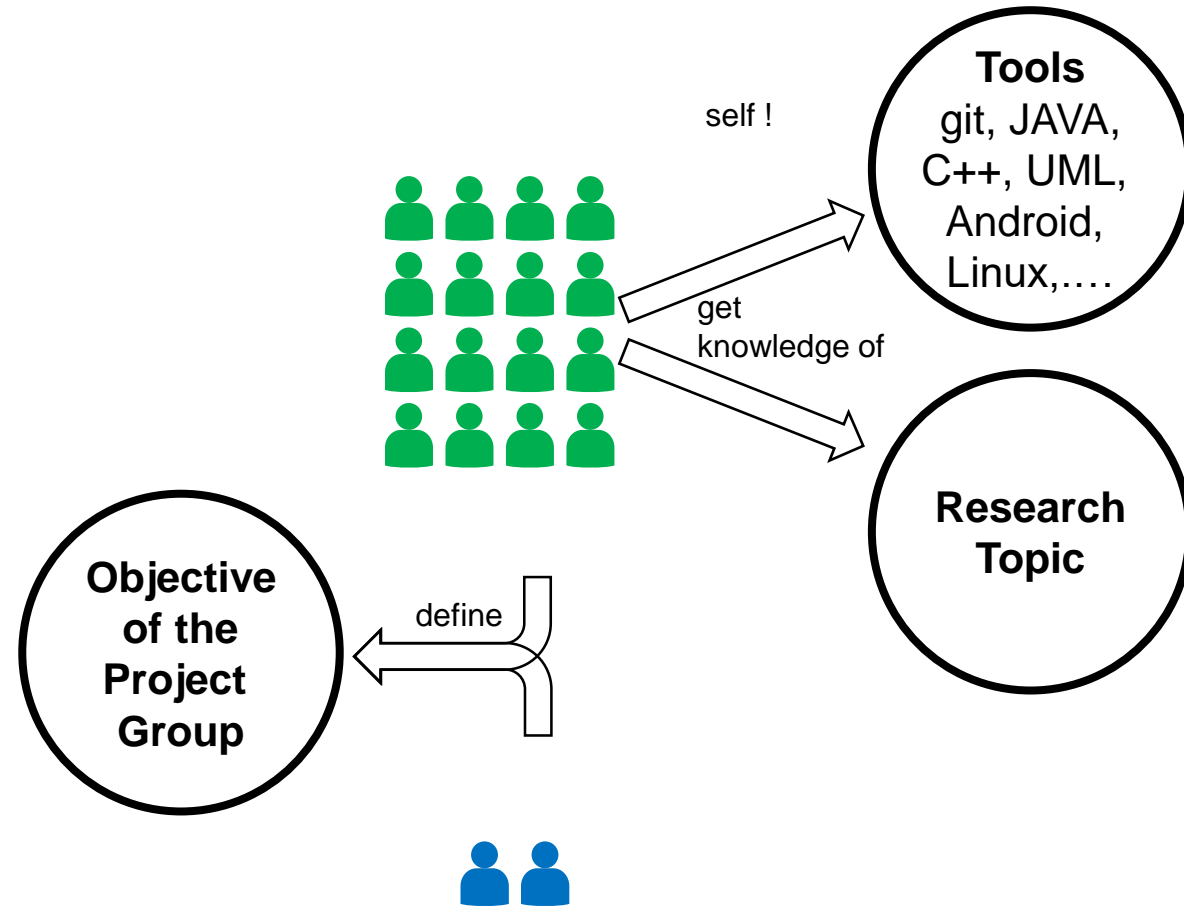 Tools
git, JAVA,
C++, UML,
Android,
Linux,....
self !
get
knowledge of
Research
Topic
Objective
of the
Project
Group
define